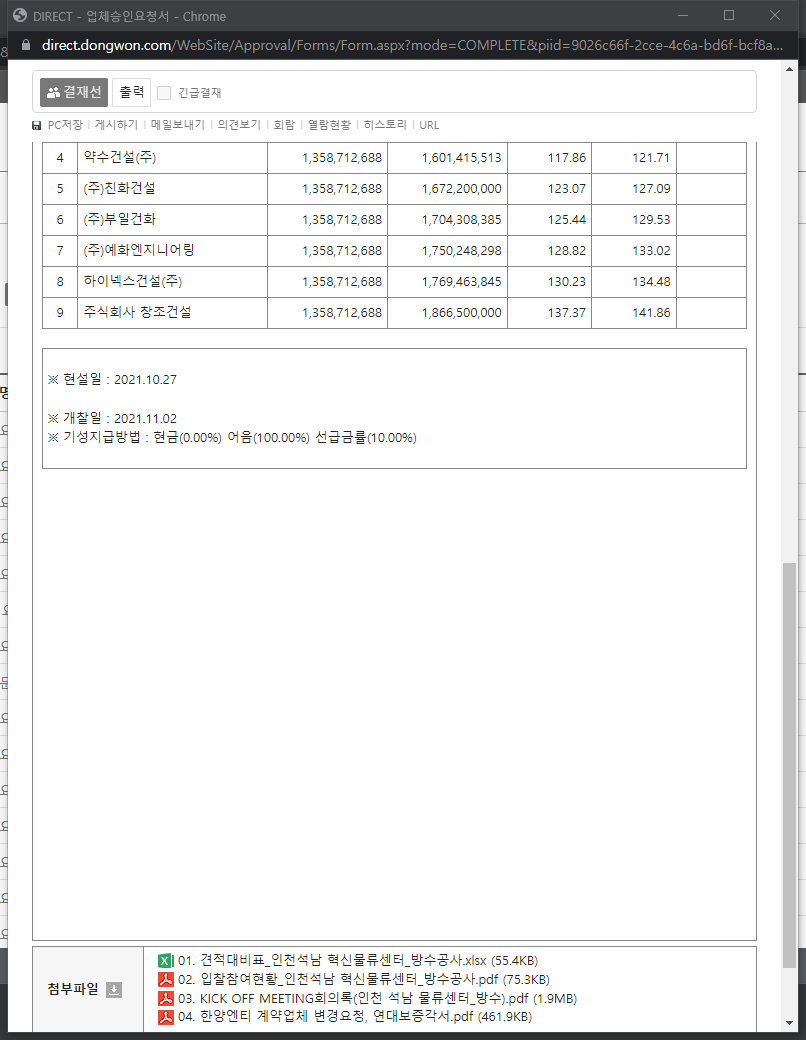 DIRECT - 업체승인요청서 - Chrome
direct.dongwon.com/WebSite/Approval/Forms/Form.aspx?mode=COMPLETE&piid=9026c66f-2cce-4c6a-bd6f-bcf8a...
결재선 출력 긴급결재
PC저장 | 게시하기 | 메일보내기 | 의견보기 | 회람 | 열람현황 | 히스토리 | URL
4 약수건설(주) 1,358,712,688 1,601,415,513 117.86 121.71
5 (주)친화건설 1,358,712,688 1,672,200,000 123.07 127.09
6 (주)부일건화 1,358,712,688 1,704,308,385 125.44 129.53
7 (주)예화엔지니어링 1,358,712,688 1,750,248,298 128.82 133.02
8 하이넥스건설(주) 1,358,712,688 1,769,463,845 130.23 134.48
9 주식회사 창조건설 1,358,712,688 1,866,500,000 137.37 141.86
※ 현설일 : 2021.10.27
※ 개찰일 : 2021.11.02
※ 기성지급방법 : 현금(0.00%) 어음(100.00%) 선급금률(10.00%)
첨부파일
01. 견적대비표_인천석남 혁신물류센터_방수공사.xlsx (55.4KB)
02. 입찰참여현황_인천석남 혁신물류센터_방수공사.pdf (75.3KB)
03. KICK OFF MEETING회의록(인천 석남 물류센터_방수).pdf (1.9MB)
04. 한양엔티 계약업체 변경요청, 연대보증각서.pdf (461.9KB)